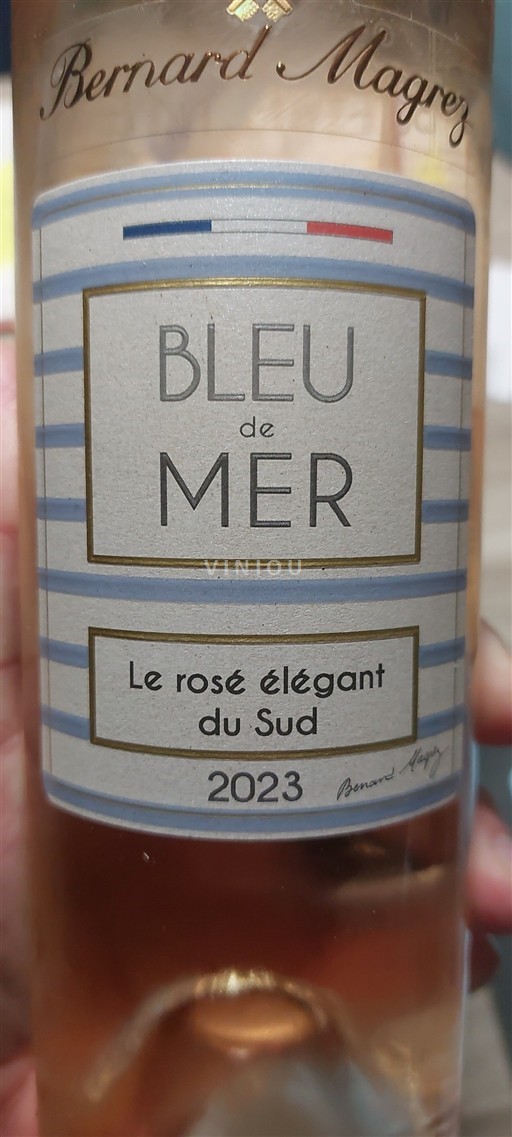 Bernard Magrez
BLEU
de
MER
VINIOU
Le rosé élégant
du Sud
2023
Bernard Magrez